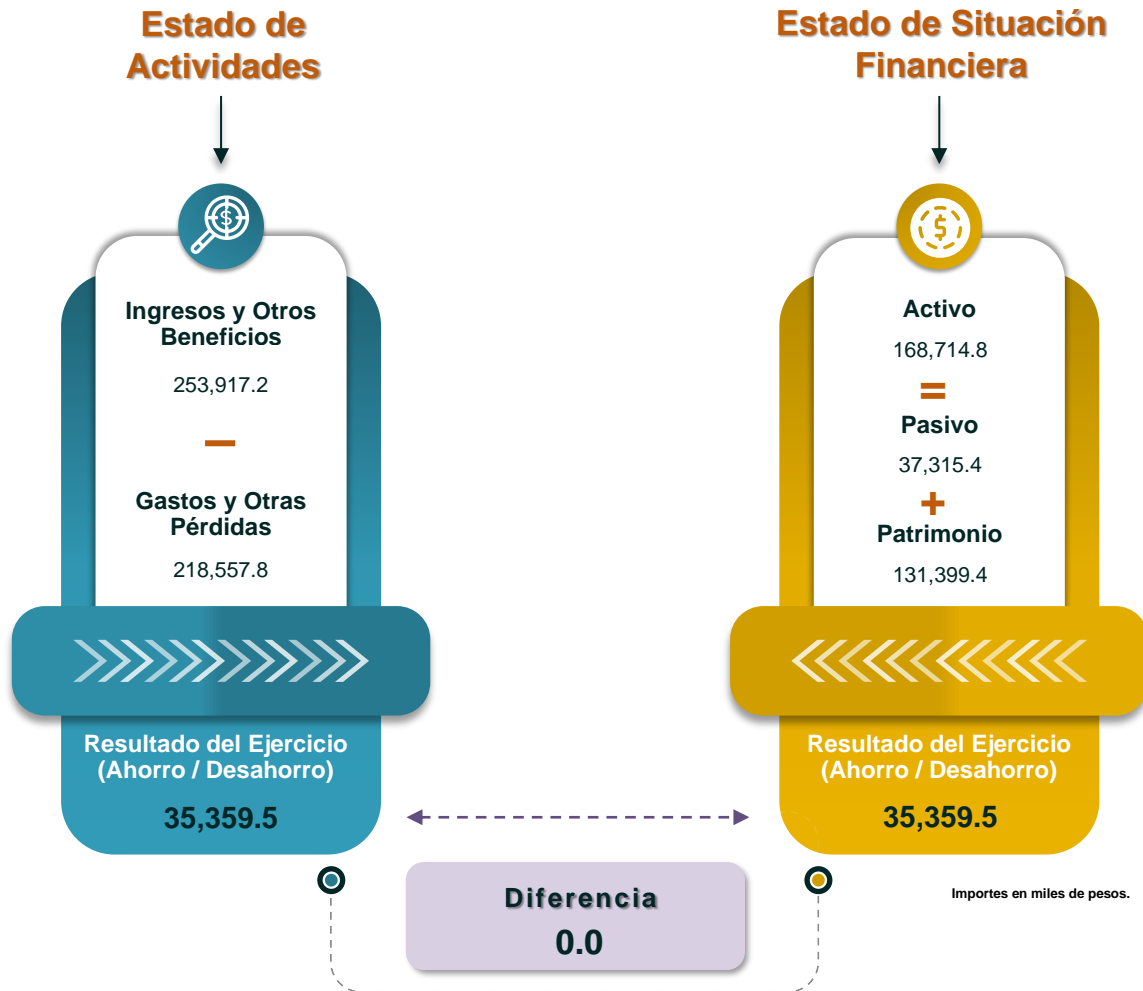 Estado de
Actividades
Ingresos y Otros
Beneficios
253,917.2
−
Gastos y Otras
Pérdidas
218,557.8
Resultado del Ejercicio
(Ahorro / Desahorro)
35,359.5
Estado de Situación
Financiera
$
Activo
168,714.8
=
Pasivo
37,315.4
+
Patrimonio
131,399.4
Resultado del Ejercicio
(Ahorro / Desahorro)
35,359.5
Diferencia
0.0
Importes en miles de pesos.